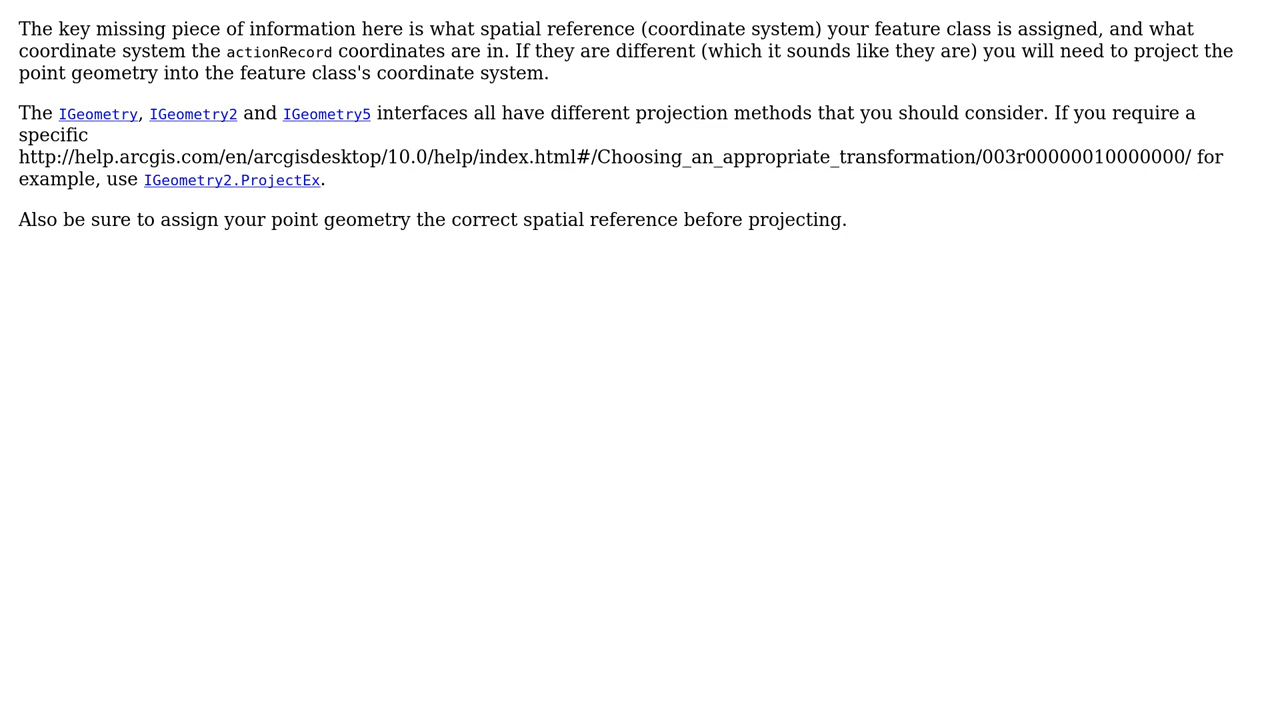 The key missing piece of information here is what spatial reference (coordinate system) your feature class is assigned, and what
coordinate system the actionRecord coordinates are in. If they are different (which it sounds like they are) you will need to project the
point geometry into the feature class's coordinate system.
The IGeometry, IGeometry2 and IGeometry5 interfaces all have different projection methods that you should consider. If you require a
specific
http://help.arcgis.com/en/arcgisdesktop/10.0/help/index.html#/Choosing_an_appropriate_transformation/003r00000010000000/ for
example, use IGeometry2.ProjectEx.
Also be sure to assign your point geometry the correct spatial reference before projecting.